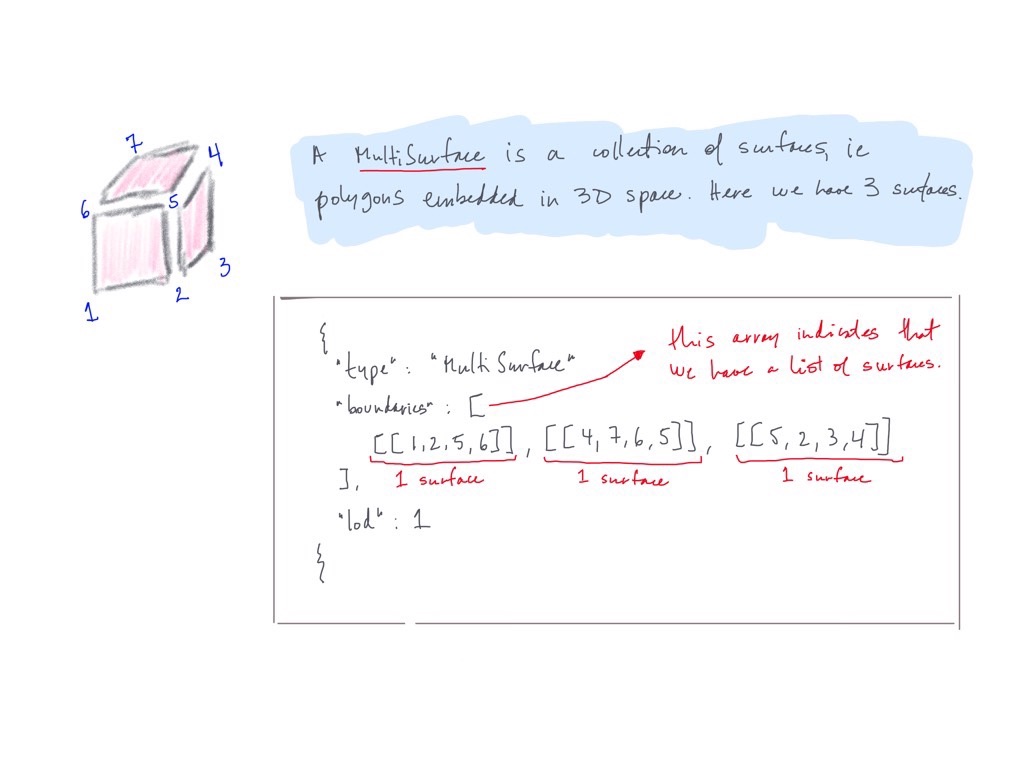 A MultiSurface is a collection of surfaces, ie
polygons embedded in 3D space. Here we have 3 surfaces.
7
4
6
5
3
2
1
{
"type": "MultiSurface"
this array indicates that
we have a list of surfaces.
"boundaries": [
[[1,2,5,6]], [[4,7,6,5]], [[5,2,3,4]]
1 surface 1 surface 1 surface
],
"lod": 1
}